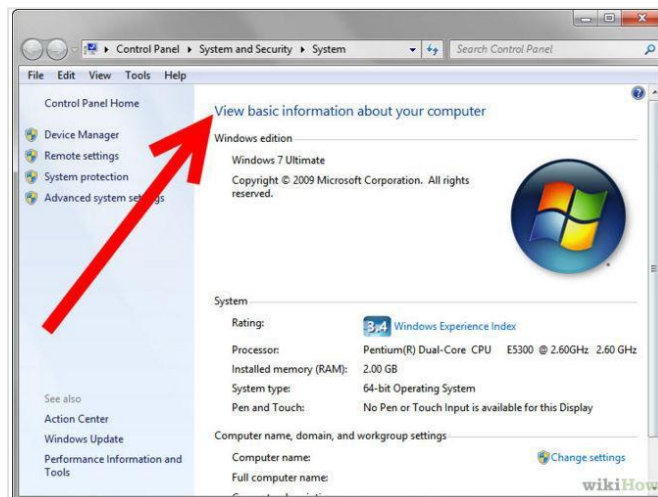 Control Panel ▸ System and Security ▸ System
Search Control Panel
File Edit View Tools Help
Control Panel Home
Device Manager
Remote settings
System protection
Advanced system settings
See also
Action Center
Windows Update
Performance Information and
Tools
View basic information about your computer
Windows edition
Windows 7 Ultimate
Copyright © 2009 Microsoft Corporation. All rights
reserved.
System
Rating:
3.4 Windows Experience Index
Processor: Pentium(R) Dual-Core CPU E5300 @ 2.60GHz 2.60 GHz
Installed memory (RAM): 2.00 GB
System type: 64-bit Operating System
Pen and Touch: No Pen or Touch Input is available for this Display
Computer name, domain, and workgroup settings
Computer name:
Change settings
Full computer name:
wikiHow